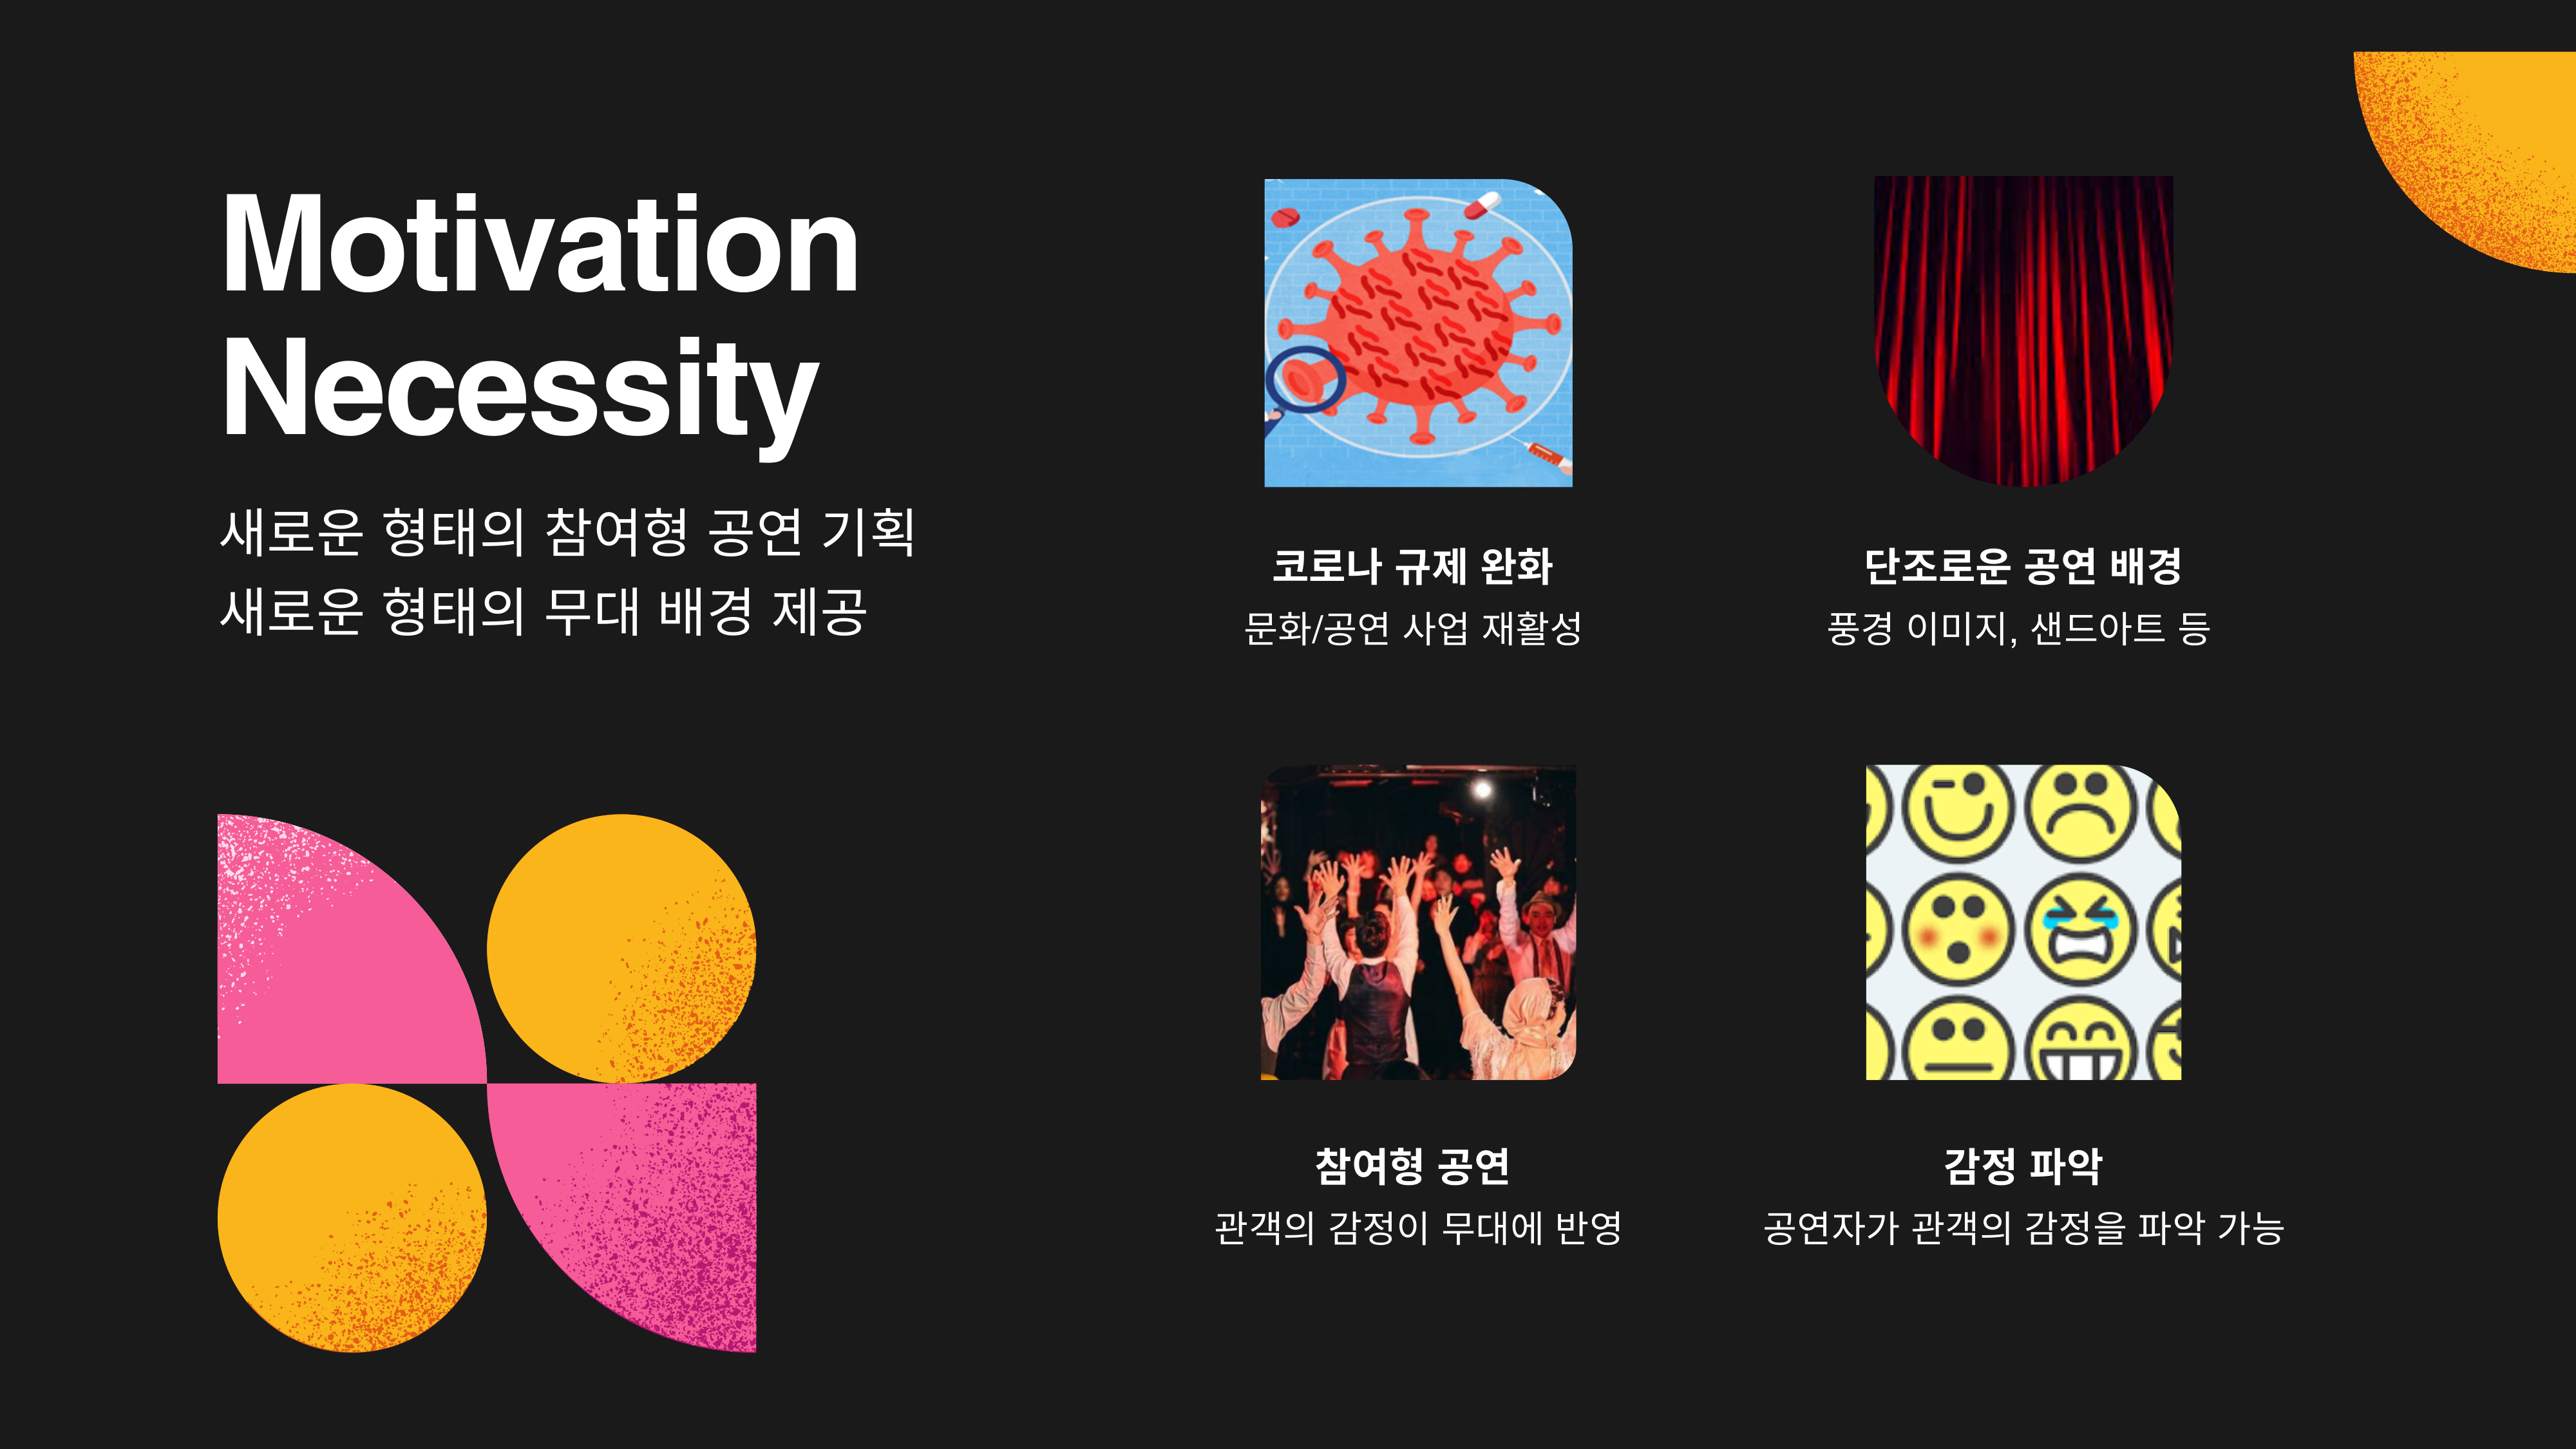 Motivation
Necessity
새로운 형태의 참여형 공연 기획
새로운 형태의 무대 배경 제공
코로나 규제 완화
문화/공연 사업 재활성
단조로운 공연 배경
풍경 이미지, 샌드아트 등
참여형 공연
관객의 감정이 무대에 반영
감정 파악
공연자가 관객의 감정을 파악 가능